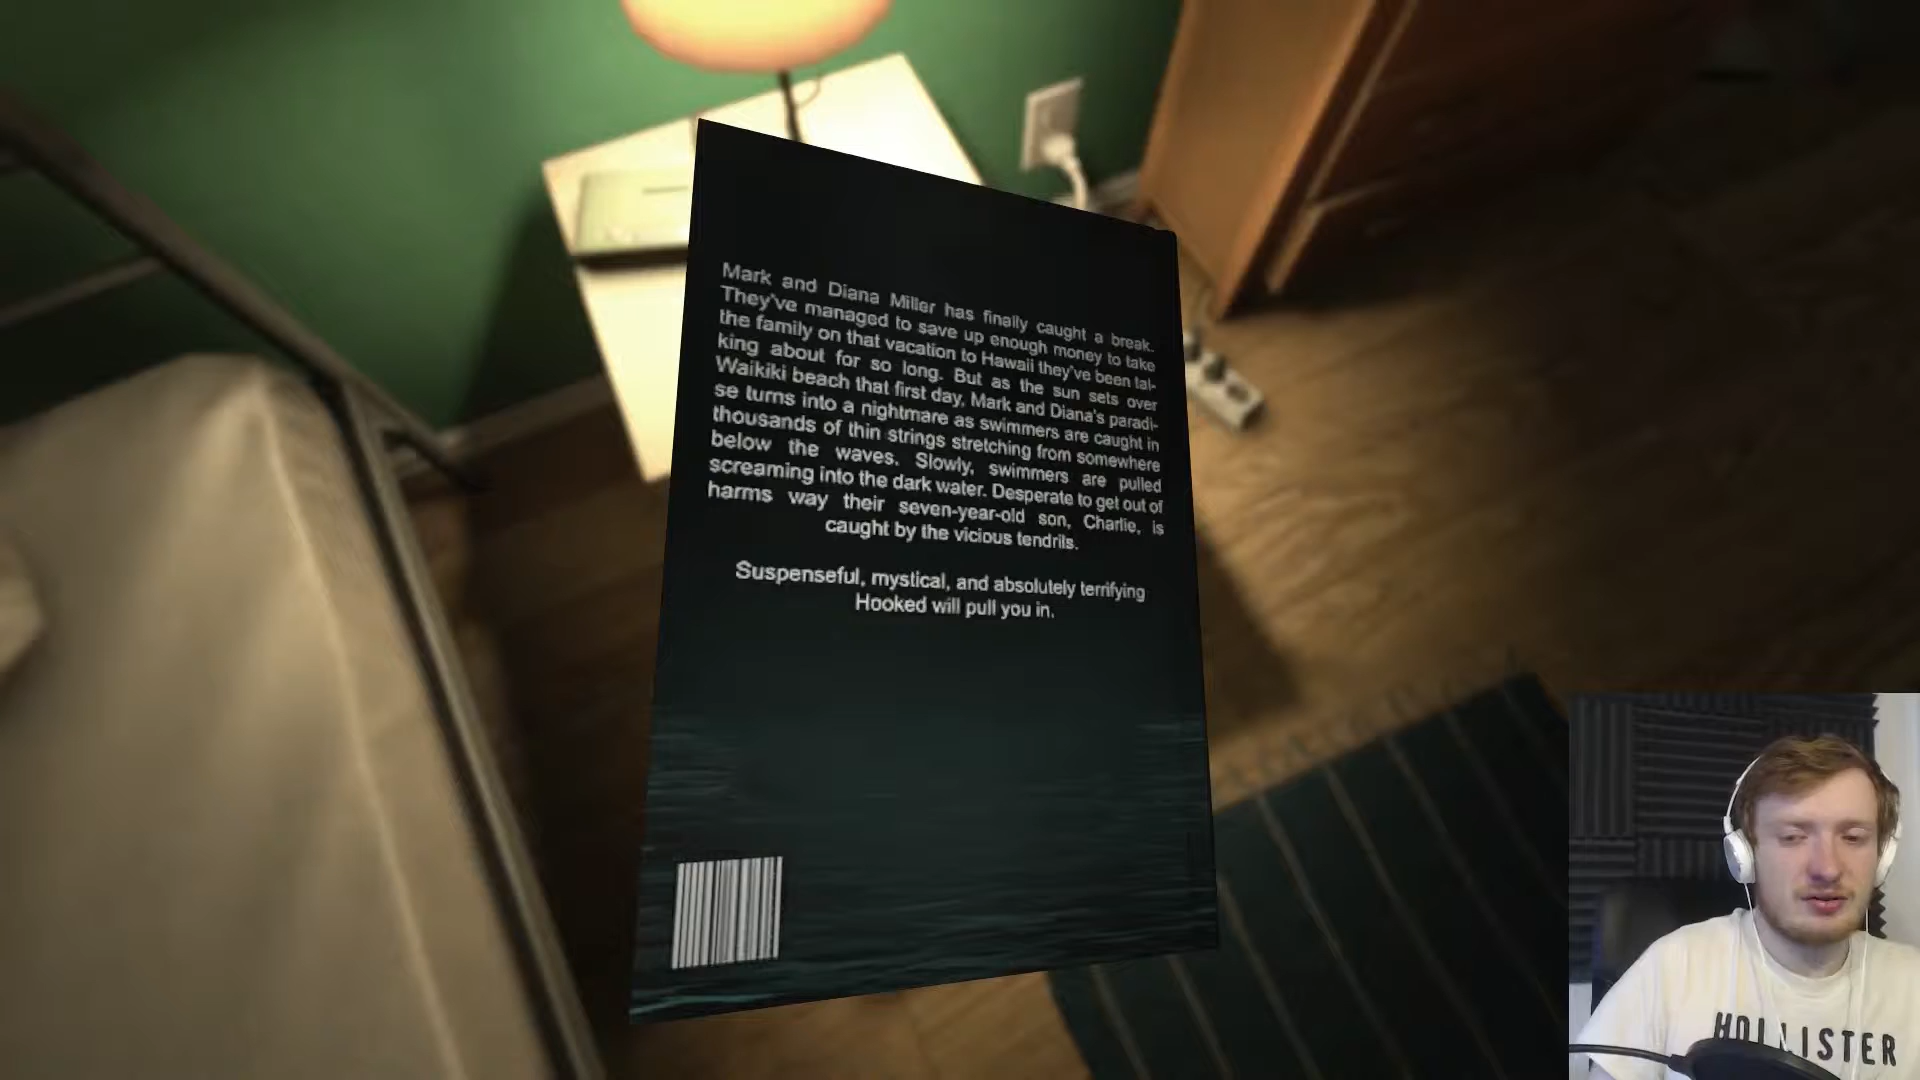 Mark and Diana Miller has finally caught a break.
They've managed to save up enough money to take
the family on that vacation to Hawaii they've been tal-
king about for so long. But as the sun sets over
Waikiki beach that first day, Mark and Diana's paradi-
se turns into a nightmare as swimmers are caught in
thousands of thin strings stretching from somewhere
below the waves. Slowly, swimmers are pulled
screaming into the dark water. Desperate to get out of
harms way their seven-year-old son, Charlie, is
caught by the vicious tendrils.
Suspenseful, mystical, and absolutely terrifying
Hooked will pull you in.
HOLLISTER